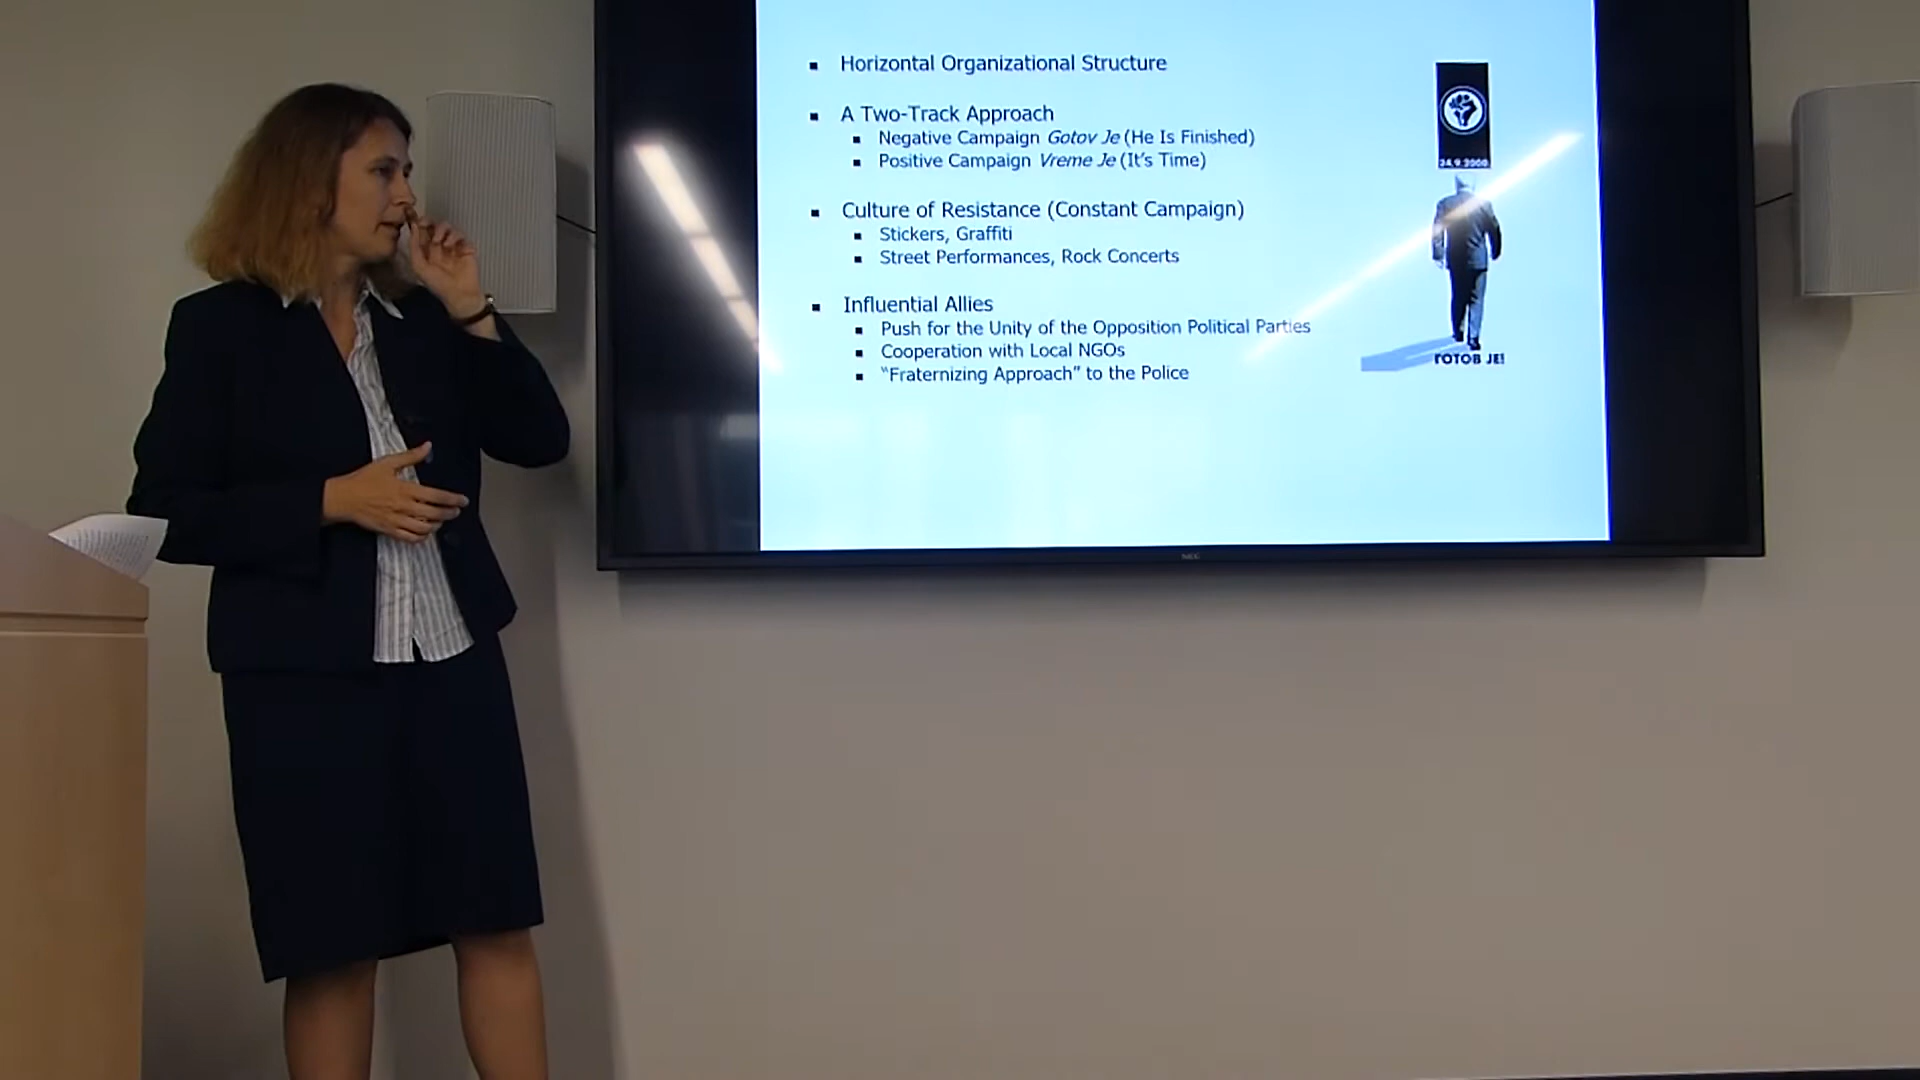 Horizontal Organizational Structure
A Two-Track Approach
Negative Campaign Gotov Je (He Is Finished)
Positive Campaign Vreme Je (It's Time)
Culture of Resistance (Constant Campaign)
Stickers, Graffiti
Street Performances, Rock Concerts
Influential Allies
Push for the Unity of the Opposition Political Parties
Cooperation with Local NGOs
“Fraternizing Approach” to the Police
24.9.2000
ГОТОВ ЈЕ!
NEC